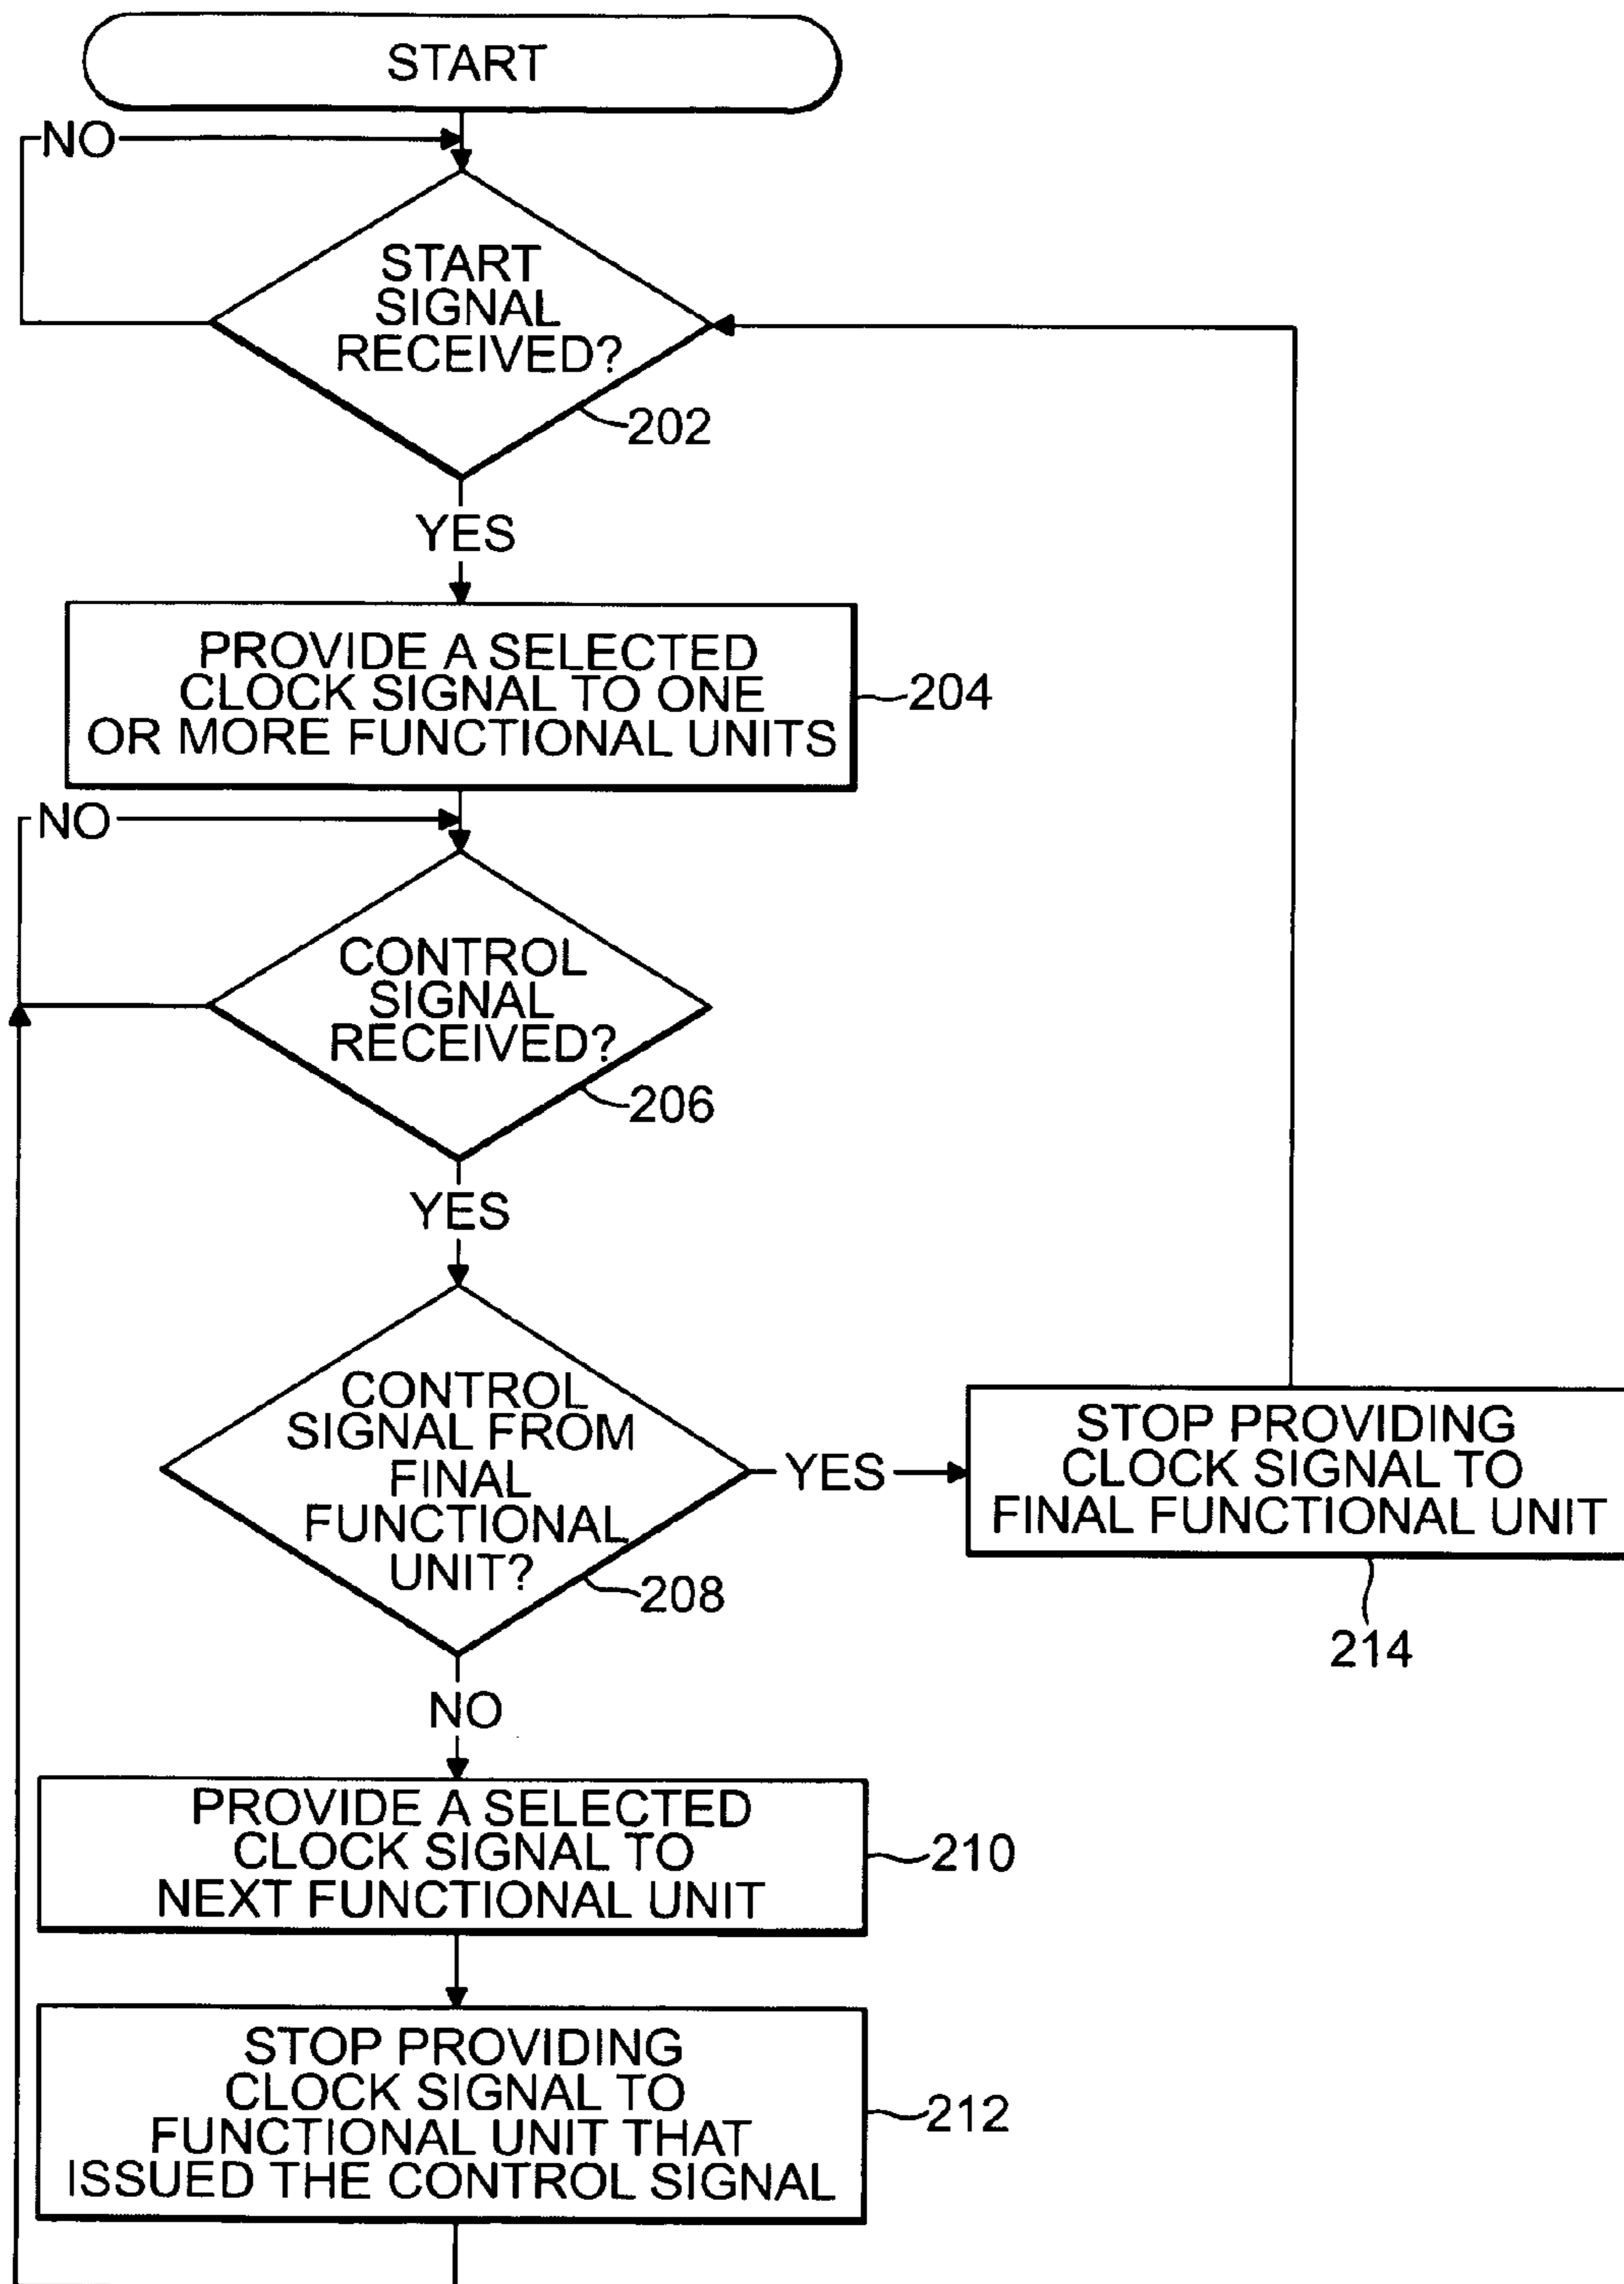 START
NO
START
SIGNAL
RECEIVED?
202
YES
PROVIDE A SELECTED
CLOCK SIGNAL TO ONE
OR MORE FUNCTIONAL UNITS
204
NO
CONTROL
SIGNAL
RECEIVED?
206
YES
CONTROL
SIGNAL FROM
FINAL
FUNCTIONAL
UNIT?
208
YES
STOP PROVIDING
CLOCK SIGNAL TO
FINAL FUNCTIONAL UNIT
214
NO
PROVIDE A SELECTED
CLOCK SIGNAL TO
NEXT FUNCTIONAL UNIT
210
STOP PROVIDING
CLOCK SIGNAL TO
FUNCTIONAL UNIT THAT
ISSUED THE CONTROL SIGNAL
212